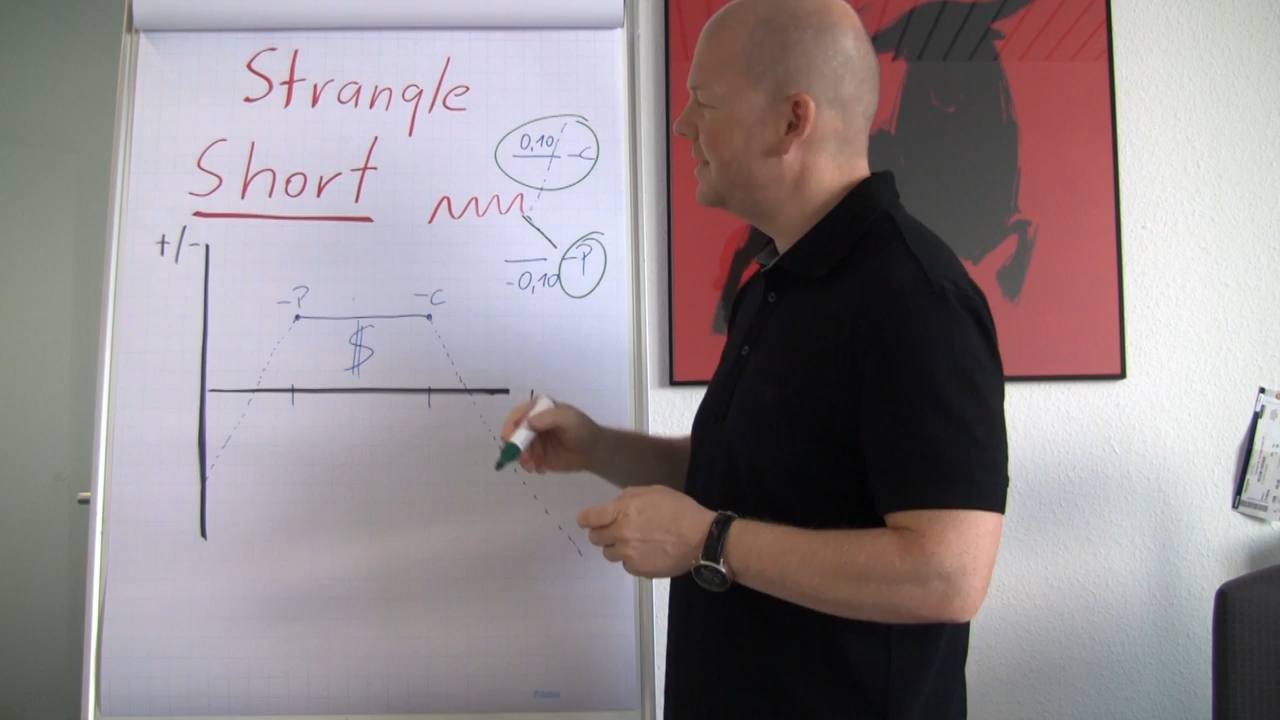 Strangle
Short
0,10 -C
-P
-0,10
+/-
-P -C
$